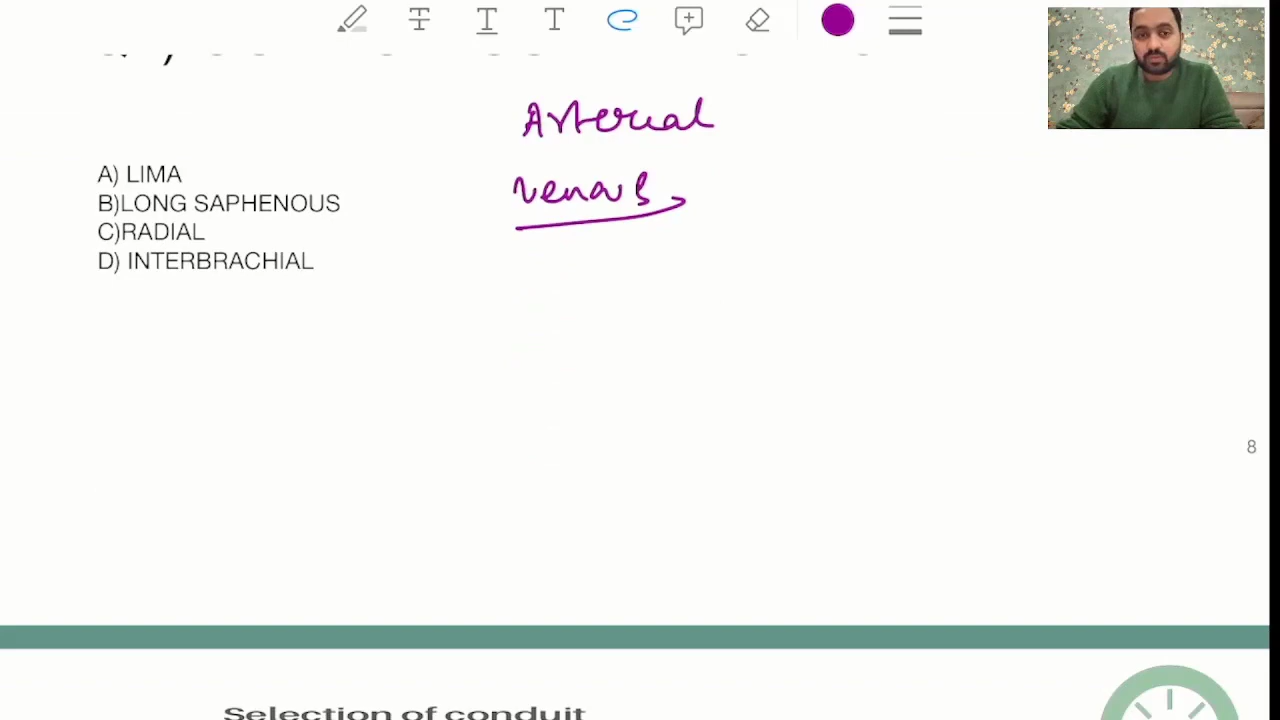 Arterial
venous
A) LIMA
B)LONG SAPHENOUS
C)RADIAL
D) INTERBRACHIAL
8
Selection of conduit